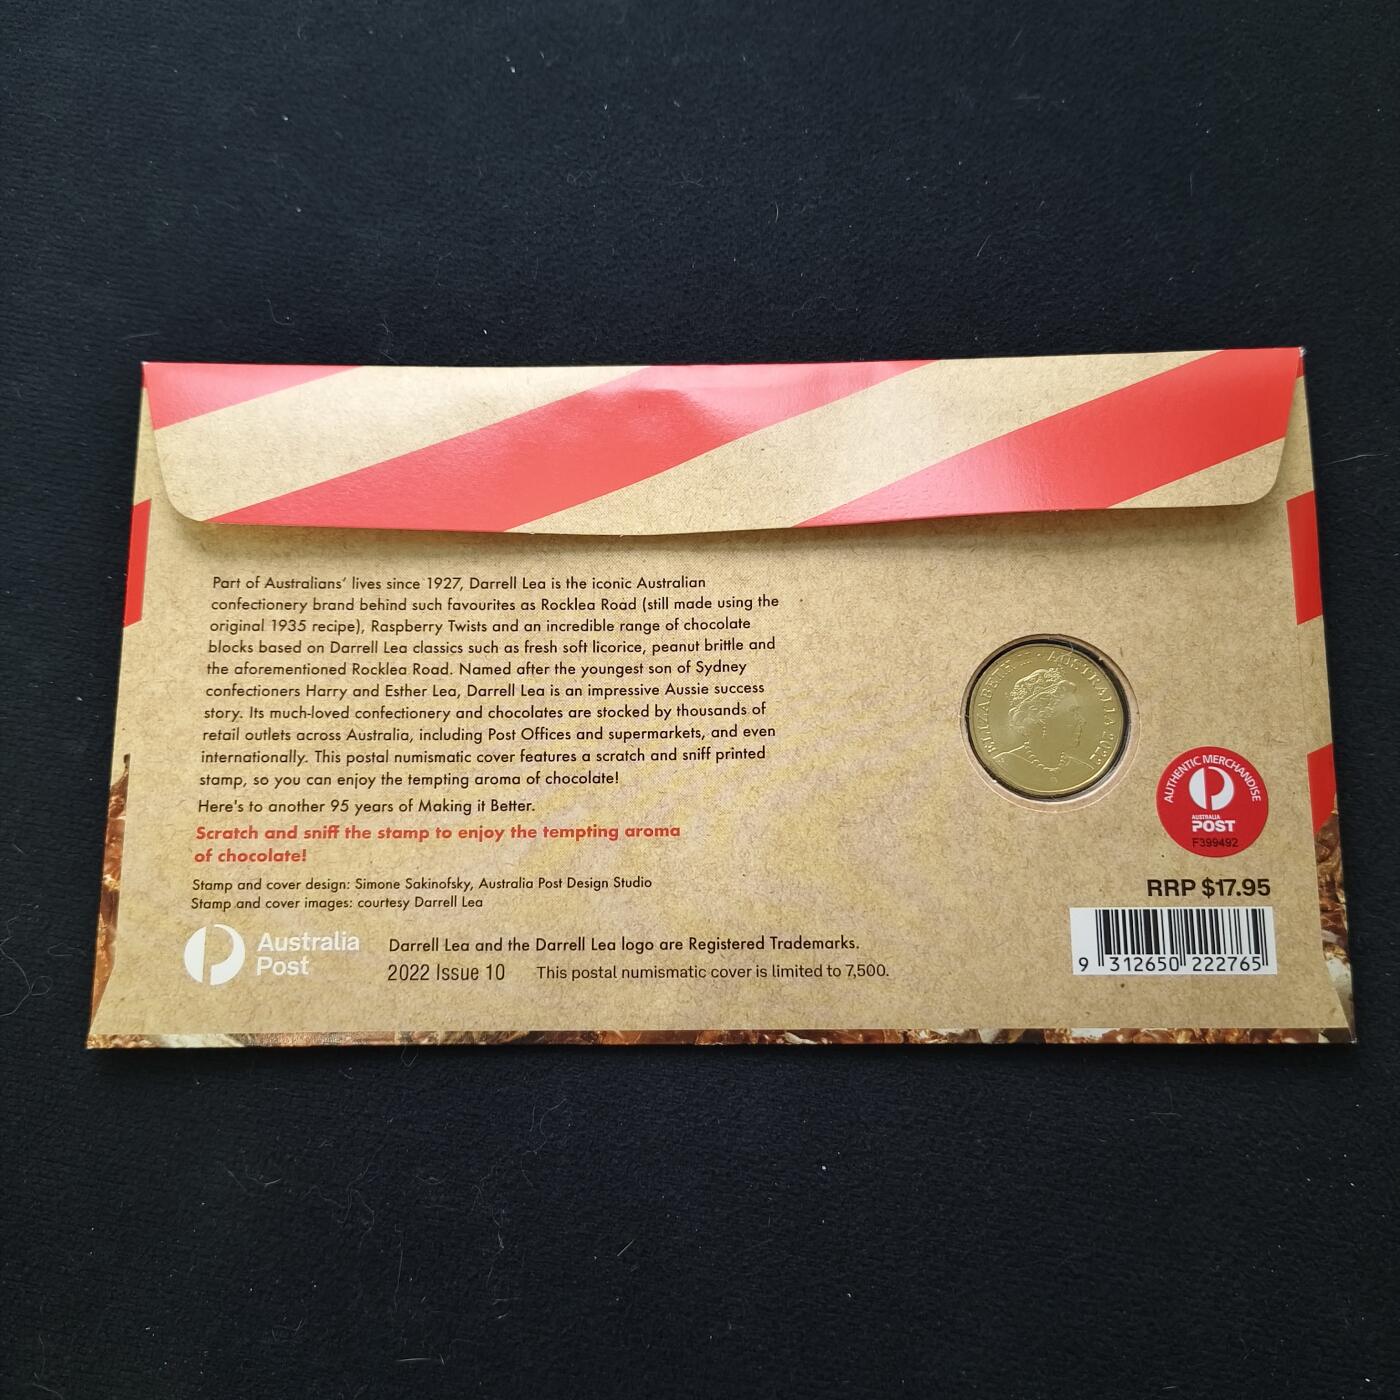 Part of Australians' lives since 1927, Darrell Lea is the iconic Australian
confectionery brand behind such favourites as Rocklea Road (still made using the
original 1935 recipe), Raspberry Twists and an incredible range of chocolate
blocks based on Darrell Lea classics such as fresh soft licorice, peanut brittle and
the aforementioned Rocklea Road. Named after the youngest son of Sydney
confectioners Harry and Esther Lea, Darrell Lea is an impressive Aussie success
story. Its much-loved confectionery and chocolates are stocked by thousands of
retail outlets across Australia, including Post Offices and supermarkets, and even
internationally. This postal numismatic cover features a scratch and sniff printed
stamp, so you can enjoy the tempting aroma of chocolate!
Here's to another 95 years of Making it Better.
Scratch and sniff the stamp to enjoy the tempting aroma
of chocolate!
Stamp and cover design: Simone Sakinofsky, Australia Post Design Studio
Stamp and cover images: courtesy Darrell Lea
Australia
Post
Darrell Lea and the Darrell Lea logo are Registered Trademarks.
2022 Issue 10 This postal numismatic cover is limited to 7,500.
ELIZABETH II AUSTRALIA 2022
AUTHENTIC MERCHANDISE
AUSTRALIA
POST
F399492
RRP $17.95
9 312650 222765